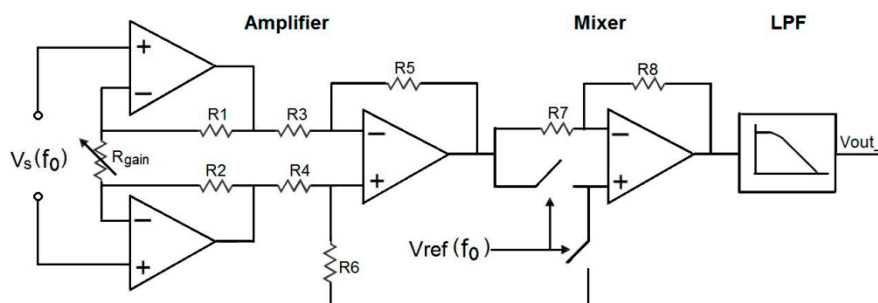 Amplifier
Mixer
LPF
R5
R8
R1
R3
R7
Vs(f0)
Rgain
Vout_
R2
R4
Vref(f0)
R6